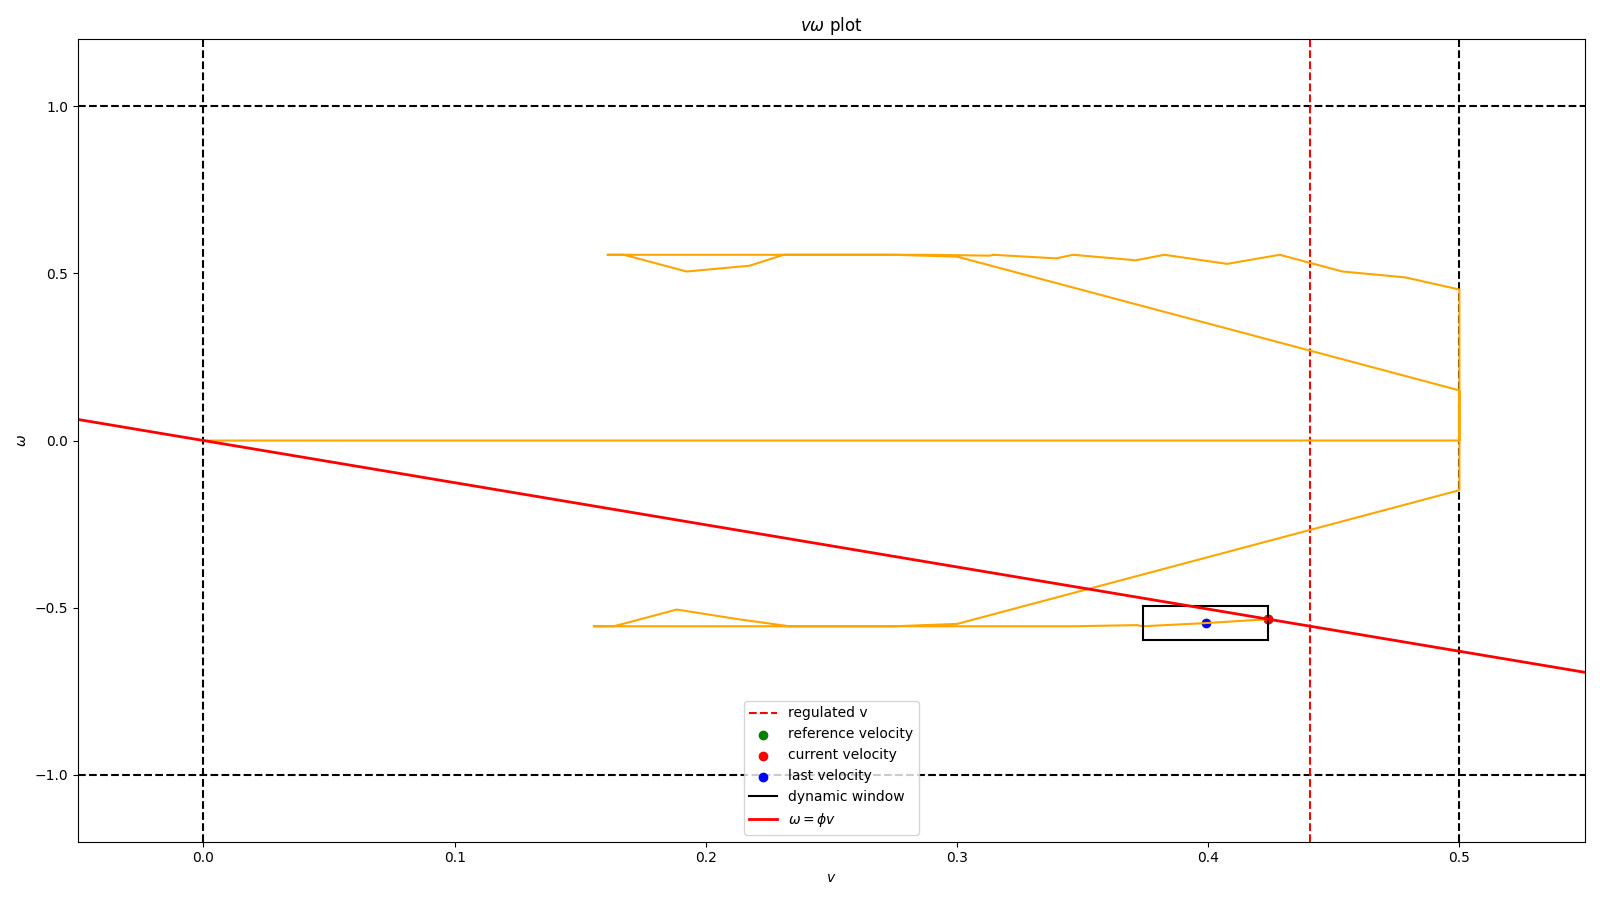 vω plot
1.0
0.5
0.0
−0.5
−1.0
ω
regulated v
reference velocity
current velocity
last velocity
dynamic window
ω = ϕv
0.0 0.1 0.2 0.3 0.4 0.5
v